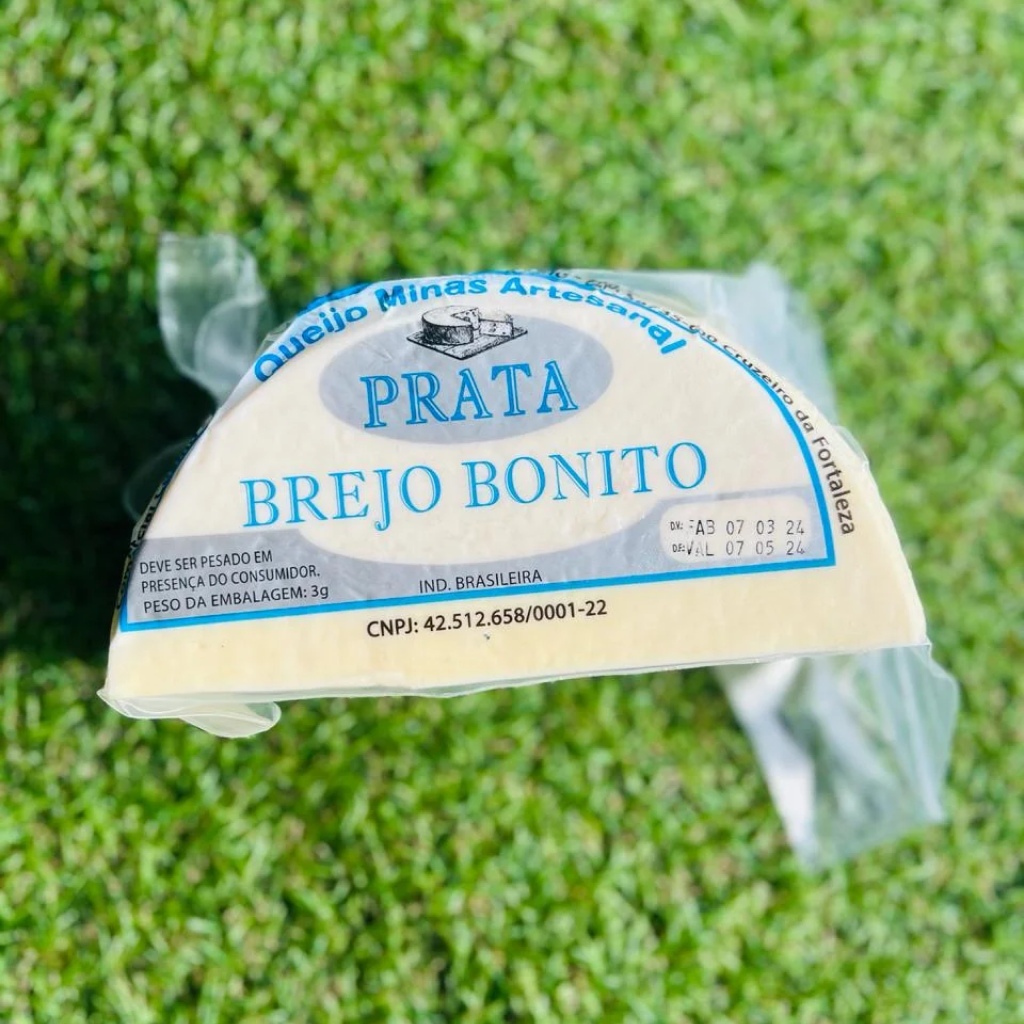 Queijo Minas Artesanal
PRATA
BREJO BONITO
Cruzeiro da Fortaleza
FAB 07 03 24
VAL 07 05 24
DEVE SER PESADO EM
PRESENÇA DO CONSUMIDOR.
PESO DA EMBALAGEM: 3g
IND. BRASILEIRA
CNPJ: 42.512.658/0001-22